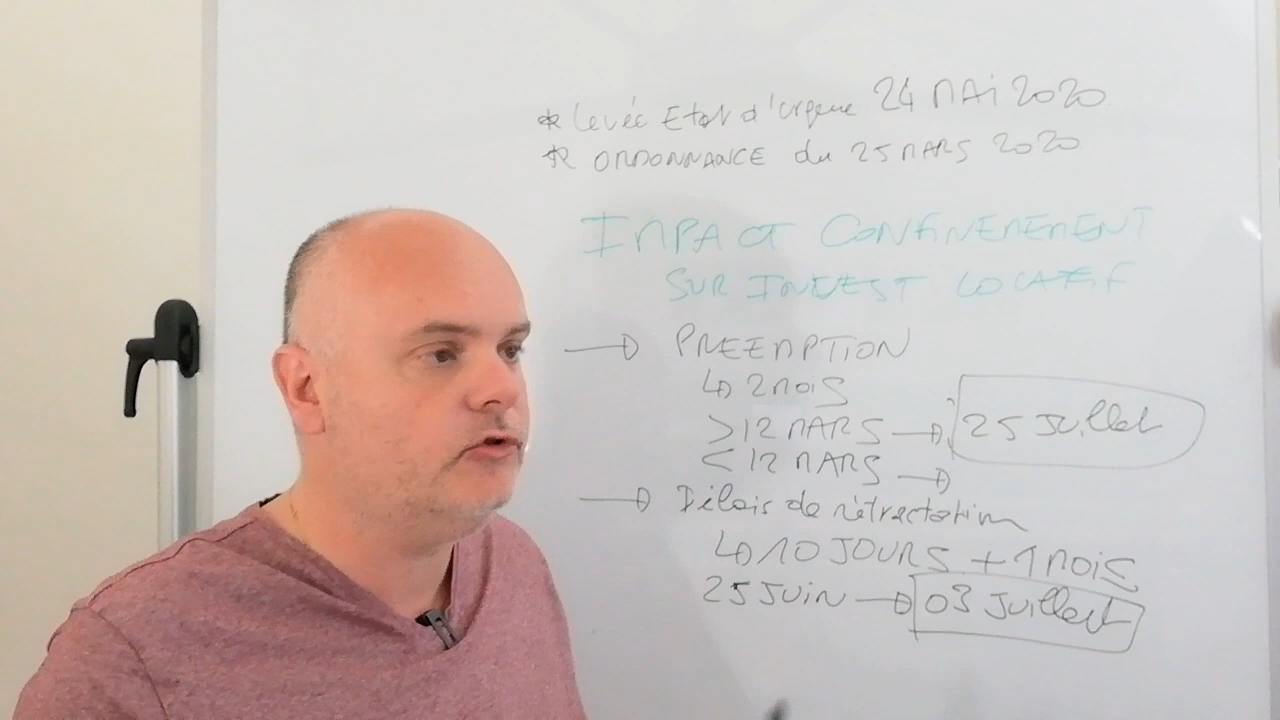 * Levée Etat d'urgence 24 MAi 2020
* ORDONNANCE du 25 MARS 2020
IMPACT CONFINEMENT
SUR INVEST LOCATIF
→ PREEMPTION
↳ 2 MOIS
>12 MARS → 25 Juillet
<12 MARS →
→ Délais de rétractation
↳ 10 JOURS + 1 MOIS
25 JUiN → 03 Juillet